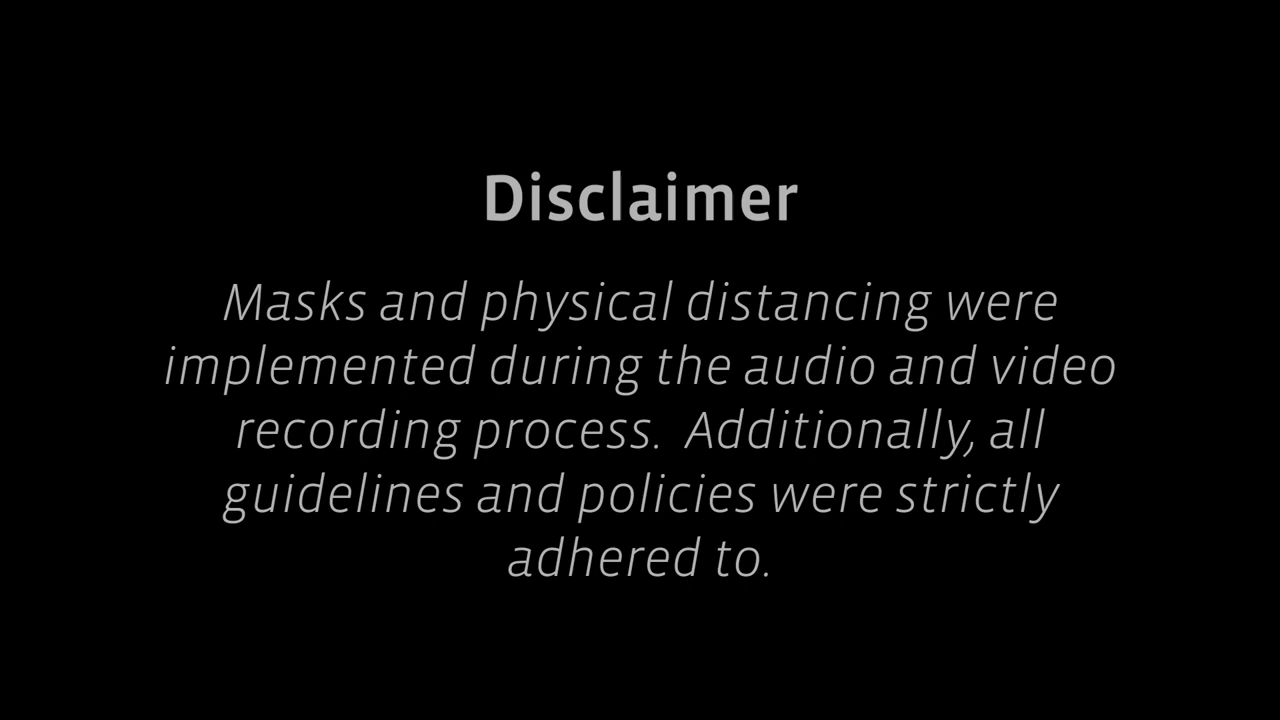 Disclaimer
Masks and physical distancing were
implemented during the audio and video
recording process.  Additionally, all
guidelines and policies were strictly
adhered to.